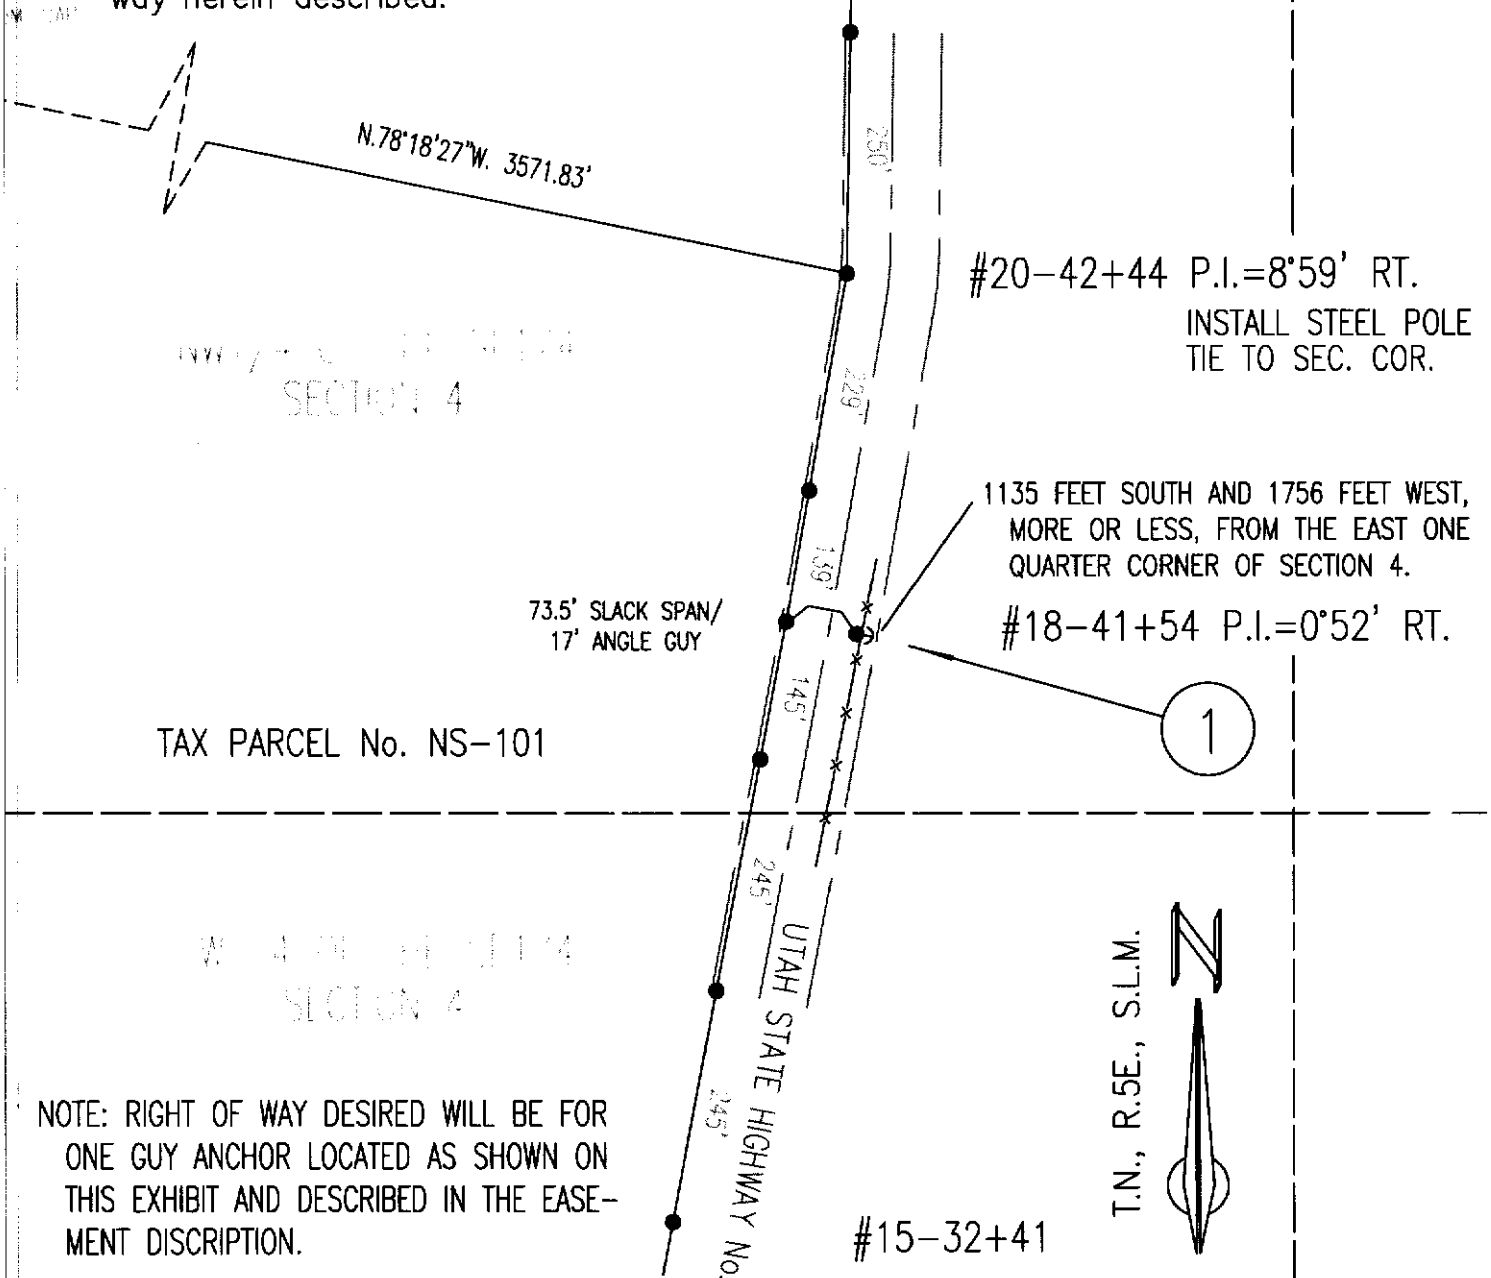 way herein described.
N.78°18'27"W. 3571.83'
250'
#20-42+44 P.I.=8°59' RT.
INSTALL STEEL POLE
TIE TO SEC. COR.
SECTION 4
229'
1135 FEET SOUTH AND 1756 FEET WEST,
MORE OR LESS, FROM THE EAST ONE
QUARTER CORNER OF SECTION 4.
139'
73.5' SLACK SPAN/
17' ANGLE GUY
#18-41+54 P.I.=0°52' RT.
145'
1
TAX PARCEL No. NS-101
245'
UTAH STATE HIGHWAY No.
SECTION 4
T.N., R.5E., S.L.M.
N
245'
NOTE: RIGHT OF WAY DESIRED WILL BE FOR
ONE GUY ANCHOR LOCATED AS SHOWN ON
THIS EXHIBIT AND DESCRIBED IN THE EASE-
MENT DISCRIPTION.
#15-32+41